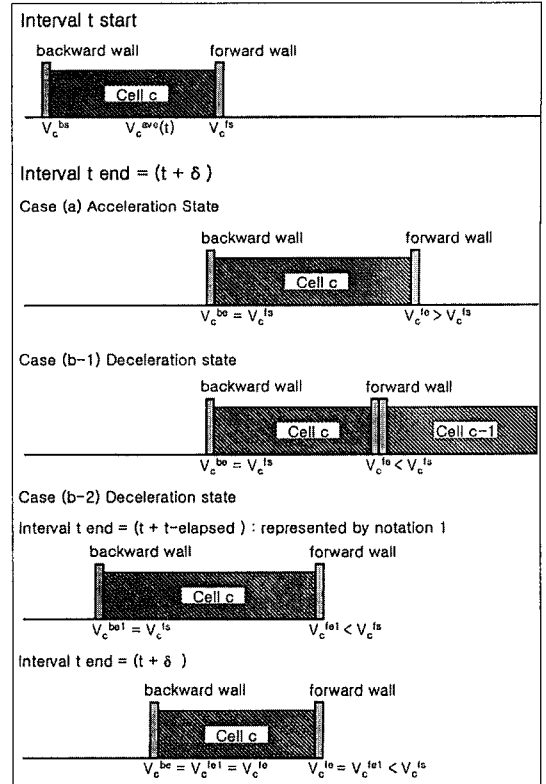 Interval t start
backward wall forward wall
Cell c
V_c^bs V_c^ave(t) V_c^fs
Interval t end = (t + δ )
Case (a) Acceleration State
backward wall forward wall
Cell c
V_c^be = V_c^fs V_c^fe > V_c^fs
Case (b-1) Deceleration state
backward wall forward wall
Cell c Cell c-1
V_c^be = V_c^fs V_c^fe < V_c^fs
Case (b-2) Deceleration state
Interval t end = (t + t-elapsed ) : represented by notation 1
backward wall forward wall
Cell c
V_c^be1 = V_c^fs V_c^fe1 < V_c^fs
Interval t end = (t + δ )
backward wall forward wall
Cell c
V_c^be = V_c^fe1 = V_c^fe V_c^fe = V_c^fe1 < V_c^fs